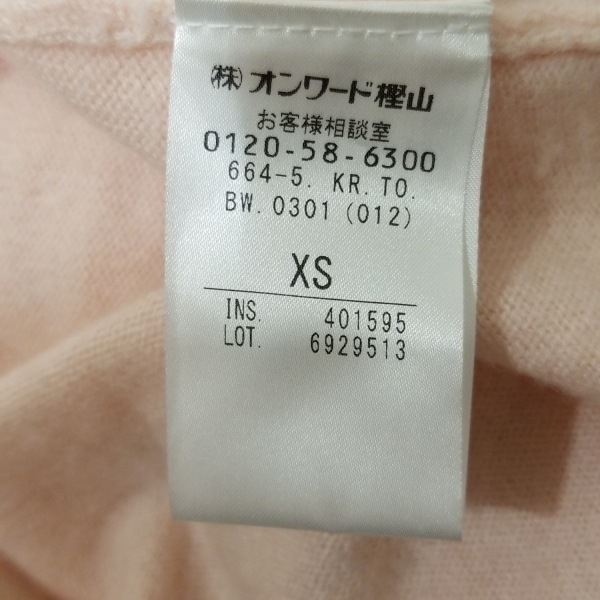 (株)オンワード樫山
お客様相談室
0120-58-6300
664-5. KR.TO.
BW.0301(012)
XS
INS. 401595
LOT. 6929513